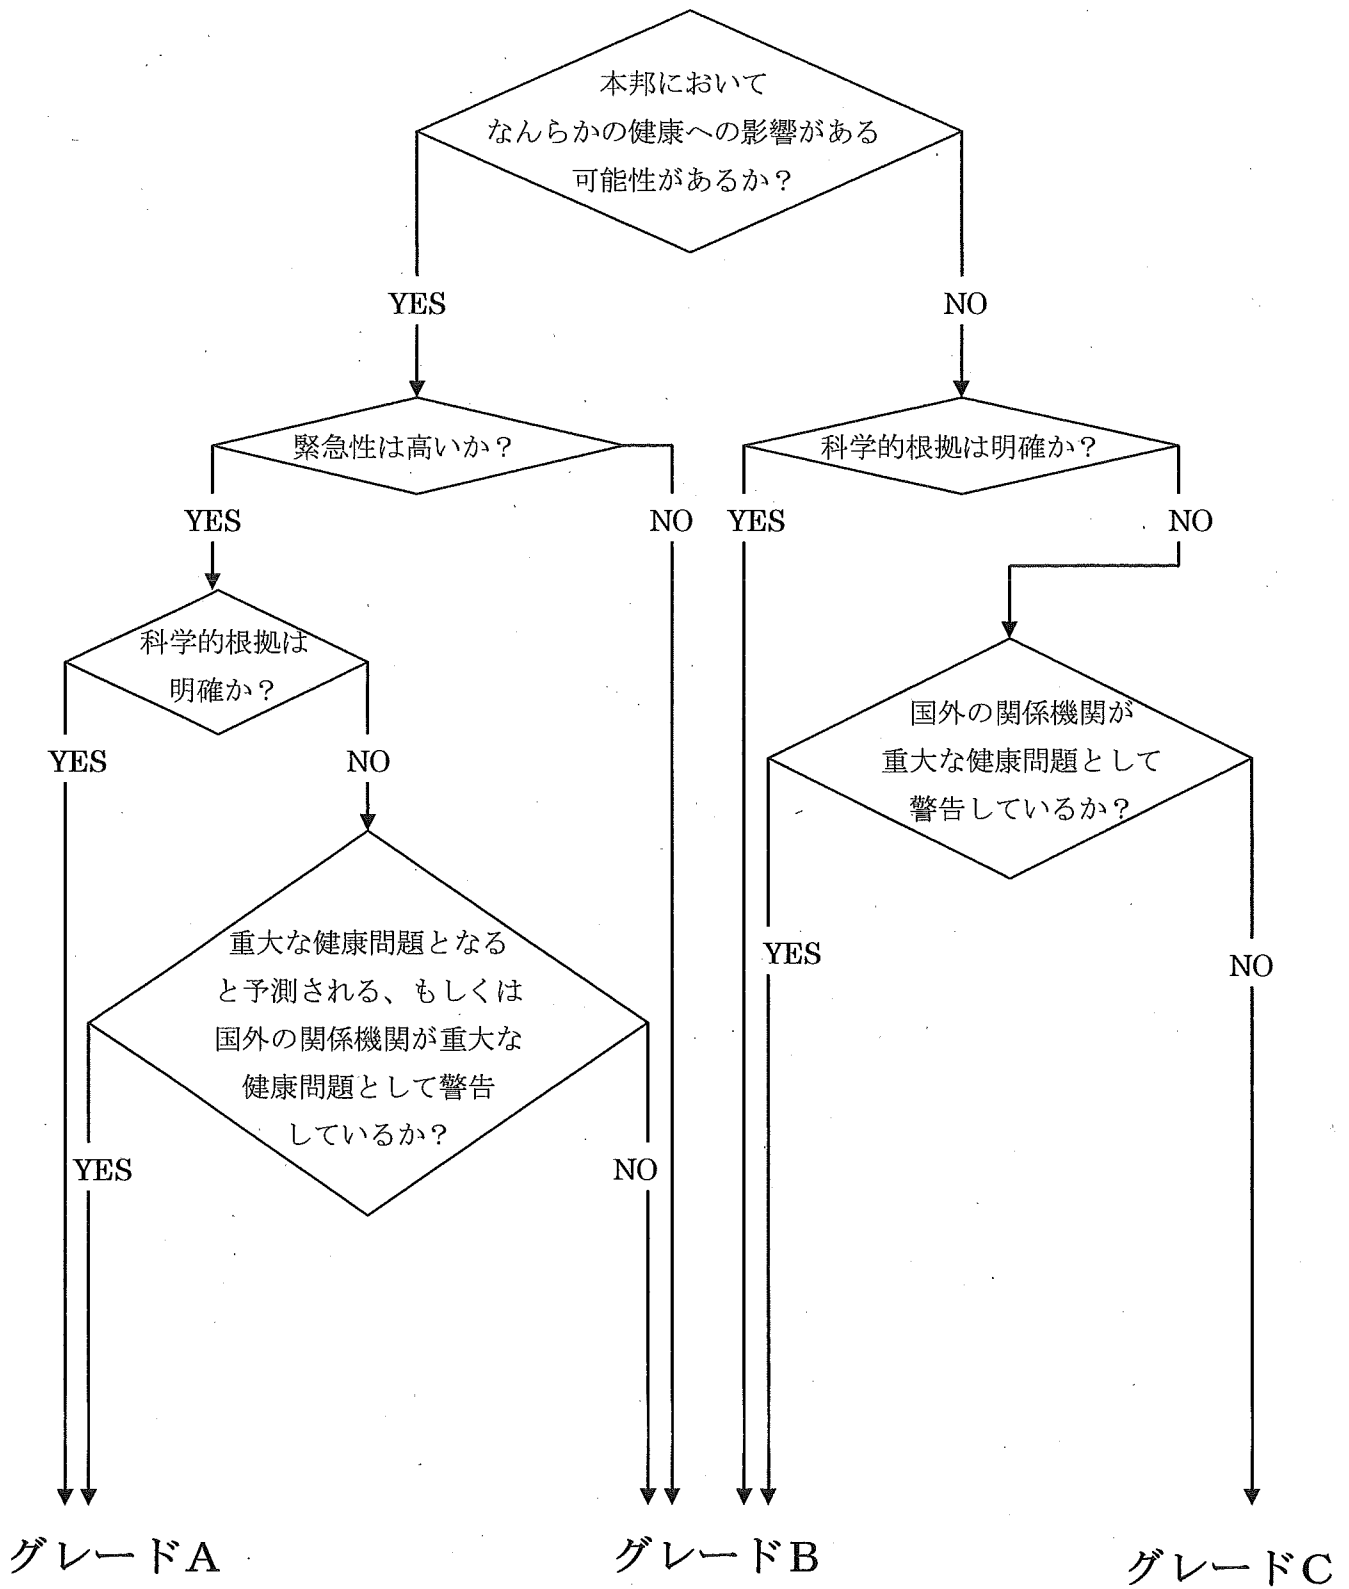 本邦において
なんらかの健康への影響がある
可能性があるか？
YES
NO
緊急性は高いか？
科学的根拠は明確か？
YES
NO
YES
NO
科学的根拠は
明確か？
国外の関係機関が
重大な健康問題として
警告しているか？
YES
NO
重大な健康問題となる
と予測される、もしくは
国外の関係機関が重大な
健康問題として警告
しているか？
YES
NO
YES
NO
グレードA
グレードB
グレードC